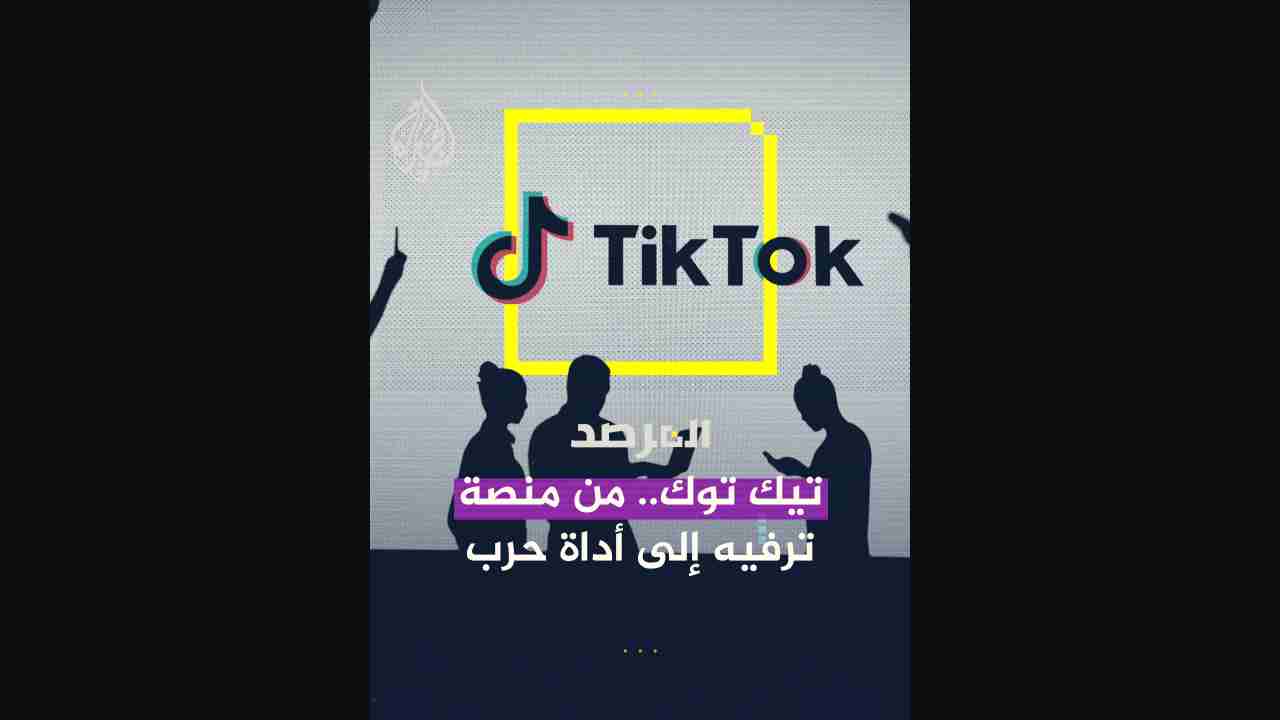 TikTok
المرصد
تيك توك.. من منصة
ترفيه إلى أداة حرب